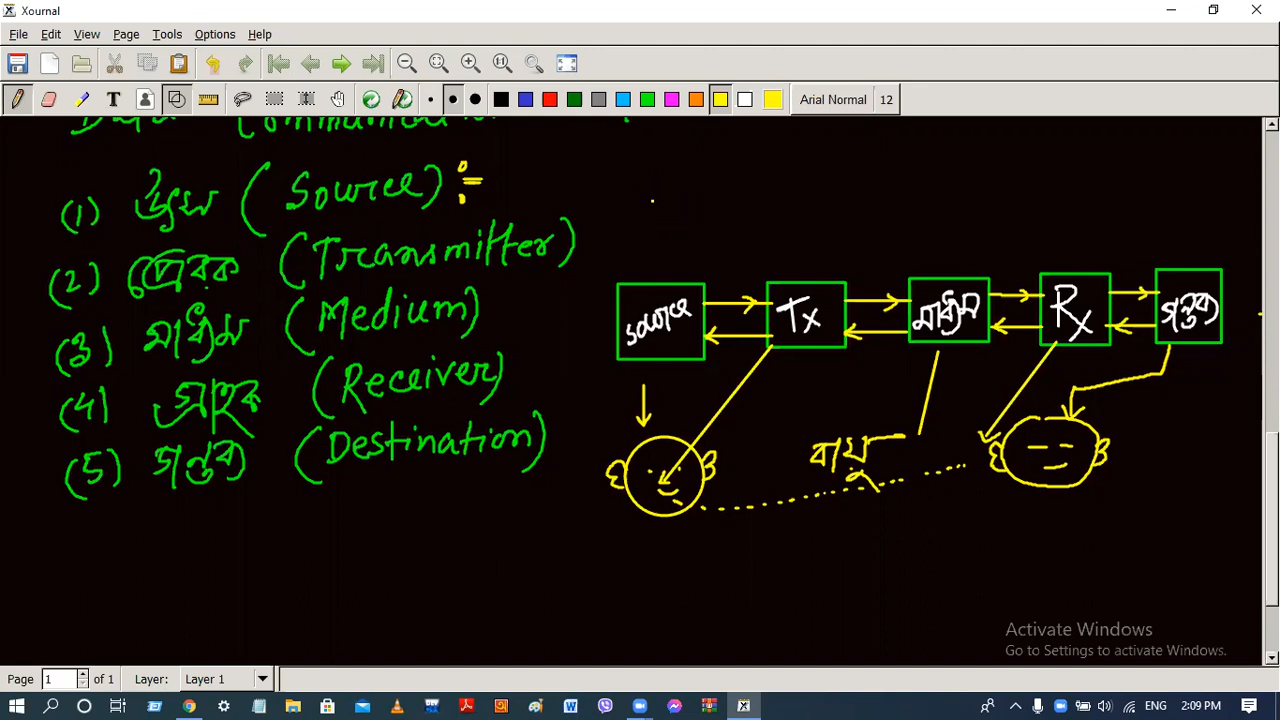 Xournal
File Edit View Page Tools Options Help
Arial Normal 12
(1) উৎস (Source) :=
(2) প্রেরক (Transmitter)
(3) মাধ্যম (Medium)
(4) গ্রাহক (Receiver)
(5) গন্তব্য (Destination)
source Tx মাধ্যম Rx গন্তব্য
বায়ু
Activate Windows
Go to Settings to activate Windows.
Page 1 of 1 Layer: Layer 1
ENG 2:09 PM